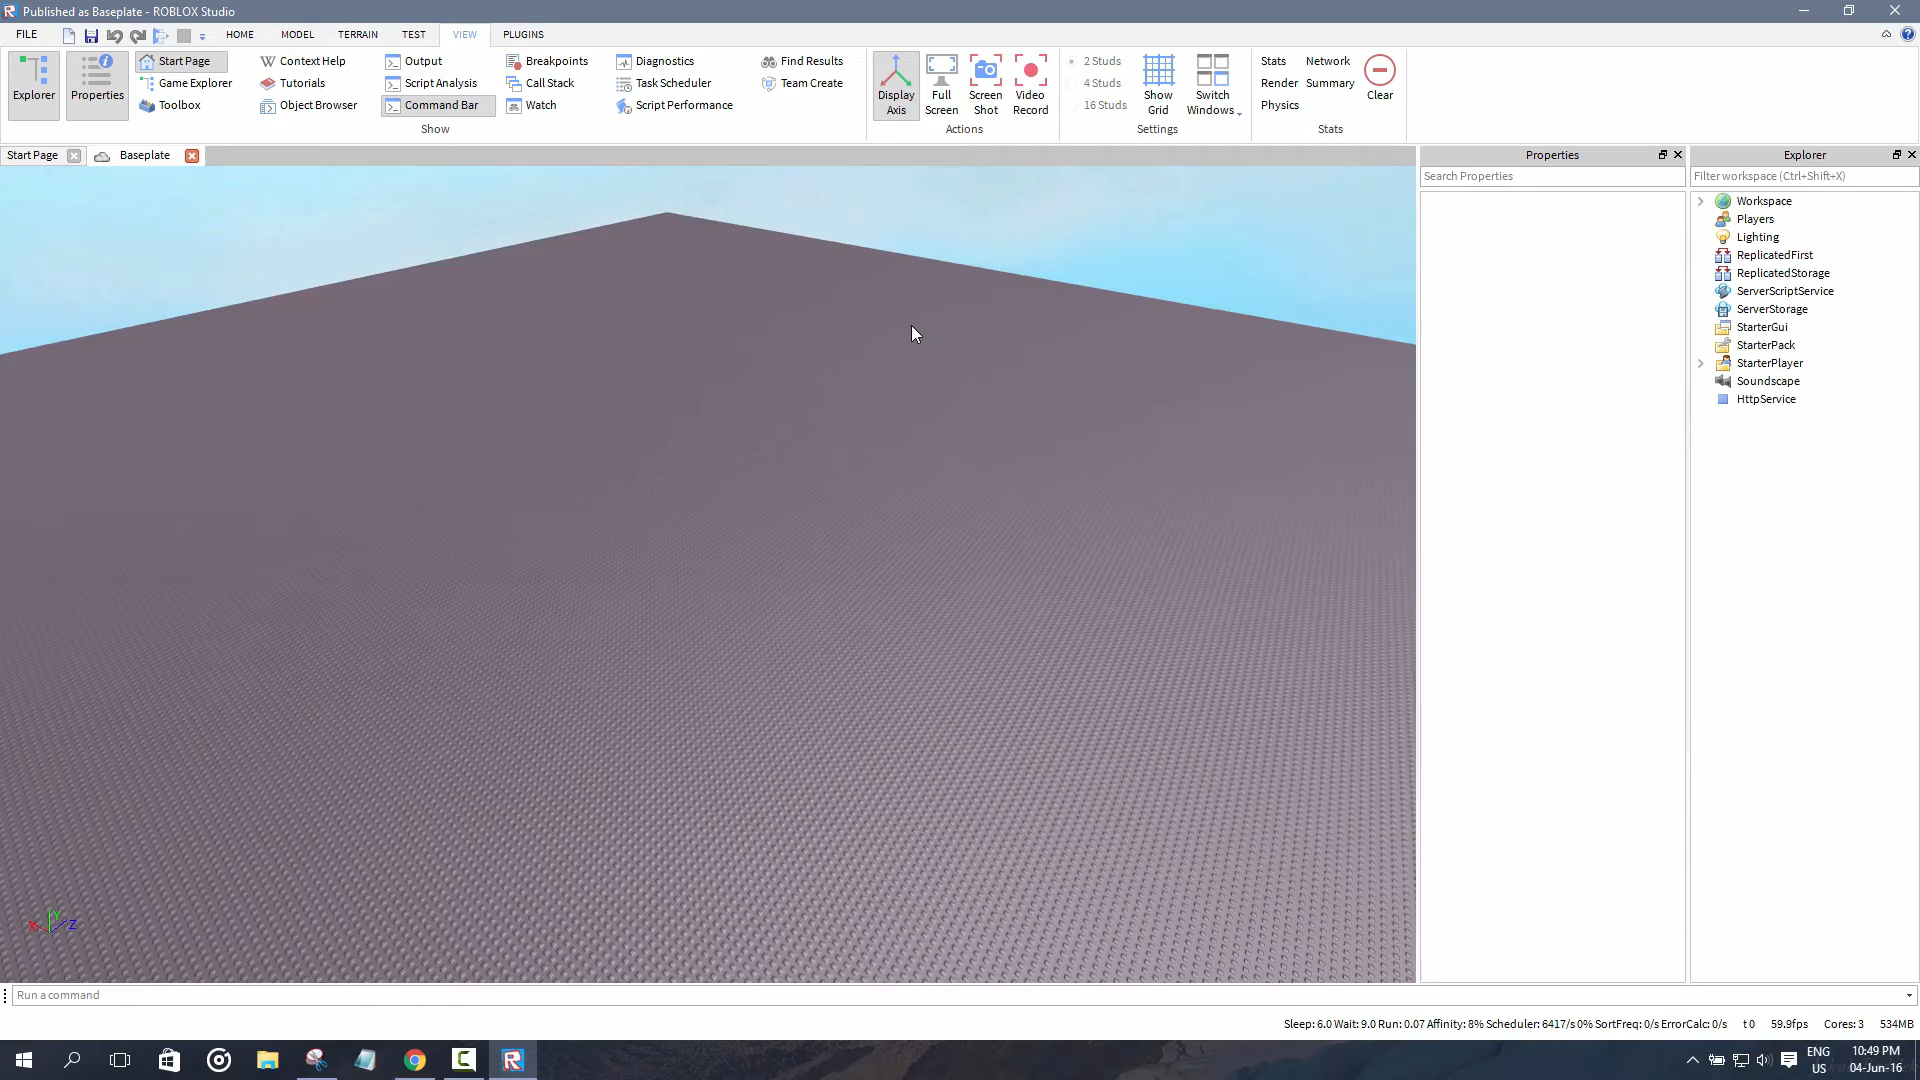 Published as Baseplate - ROBLOX Studio
FILE HOME MODEL TERRAIN TEST VIEW PLUGINS
Explorer
Properties
Start Page
Game Explorer
Toolbox
Context Help
Tutorials
Object Browser
Output
Script Analysis
Command Bar
Breakpoints
Call Stack
Watch
Diagnostics
Task Scheduler
Script Performance
Find Results
Team Create
Show
Display Axis
Full Screen
Screen Shot
Video Record
Actions
2 Studs
4 Studs
16 Studs
Show Grid
Switch Windows
Settings
Stats Network
Render Summary
Physics
Clear
Stats
Start Page Baseplate
Properties
Search Properties
Explorer
Filter workspace (Ctrl+Shift+X)
Workspace
Players
Lighting
ReplicatedFirst
ReplicatedStorage
ServerScriptService
ServerStorage
StarterGui
StarterPack
StarterPlayer
Soundscape
HttpService
X Y Z
Run a command
Sleep: 6.0 Wait: 9.0 Run: 0.07 Affinity: 8% Scheduler: 6417/s 0% SortFreq: 0/s ErrorCalc: 0/s t 0 59.9fps Cores: 3 534MB
ENG
US
10:49 PM
04-Jun-16